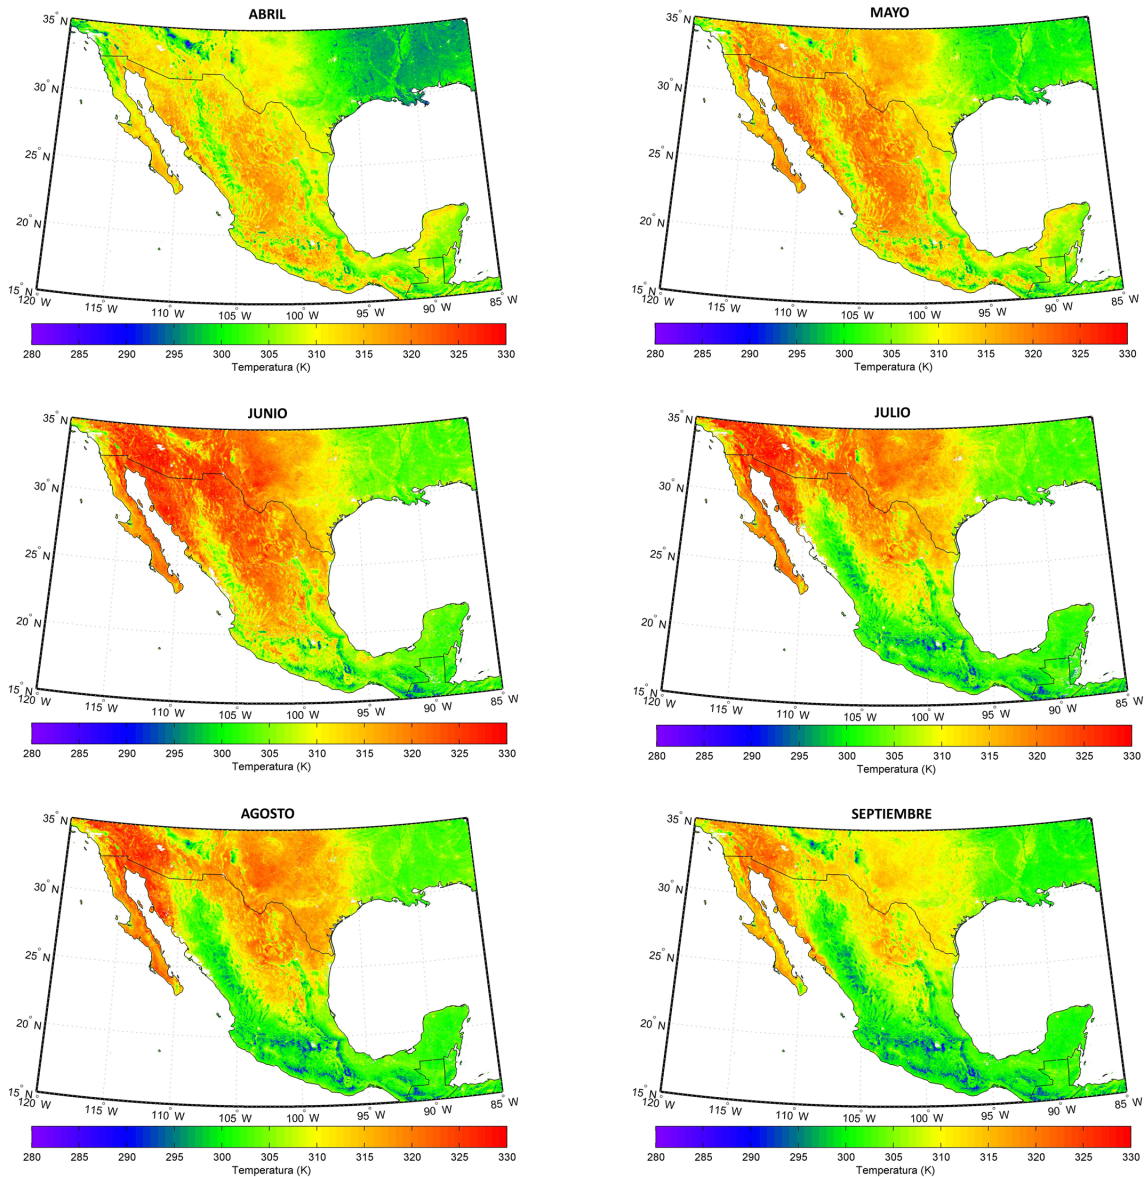 ABRIL
35° N
30° N
25° N
20° N
15° N
120° W
115° W
110° W
105° W
100° W
95° W
90° W
85° W
280 285 290 295 300 305 310 315 320 325 330
Temperatura (K)
MAYO
35° N
30° N
25° N
20° N
15° N
120° W
115° W
110° W
105° W
100° W
95° W
90° W
85° W
280 285 290 295 300 305 310 315 320 325 330
Temperatura (K)
JUNIO
35° N
30° N
25° N
20° N
15° N
120° W
115° W
110° W
105° W
100° W
95° W
90° W
85° W
280 285 290 295 300 305 310 315 320 325 330
Temperatura (K)
JULIO
35° N
30° N
25° N
20° N
15° N
120° W
115° W
110° W
105° W
100° W
95° W
90° W
85° W
280 285 290 295 300 305 310 315 320 325 330
Temperatura (K)
AGOSTO
35° N
30° N
25° N
20° N
15° N
120° W
115° W
110° W
105° W
100° W
95° W
90° W
85° W
280 285 290 295 300 305 310 315 320 325 330
Temperatura (K)
SEPTIEMBRE
35° N
30° N
25° N
20° N
15° N
120° W
115° W
110° W
105° W
100° W
95° W
90° W
85° W
280 285 290 295 300 305 310 315 320 325 330
Temperatura (K)